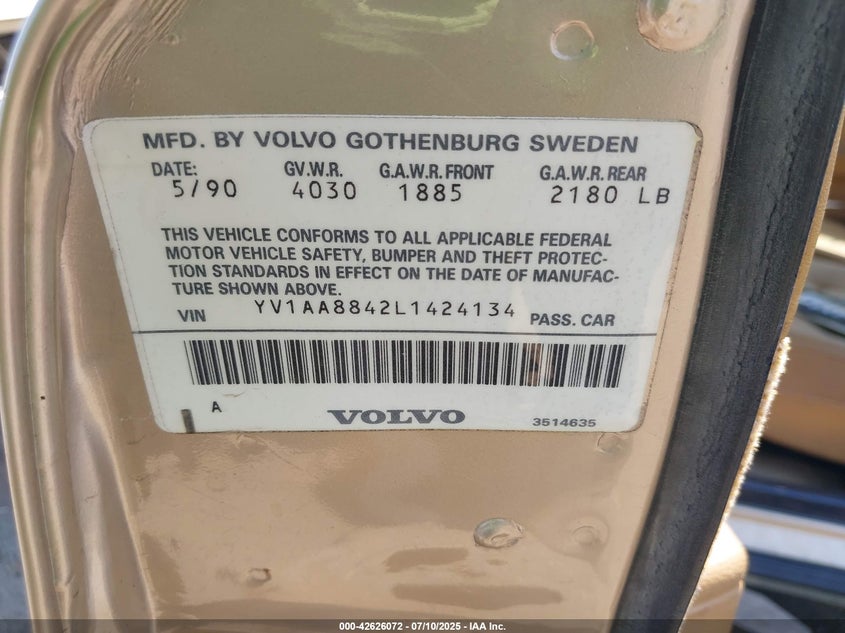 MFD. BY VOLVO GOTHENBURG SWEDEN
DATE: G.V.W.R. G.A.W.R. FRONT G.A.W.R. REAR
5/90 4030 1885 2180 LB
THIS VEHICLE CONFORMS TO ALL APPLICABLE FEDERAL
MOTOR VEHICLE SAFETY, BUMPER AND THEFT PROTEC-
TION STANDARDS IN EFFECT ON THE DATE OF MANUFAC-
TURE SHOWN ABOVE.
VIN YV1AA8842L1424134 PASS. CAR
A VOLVO 3514635
000-42626072 — 07/10/2025 — IAA Inc.